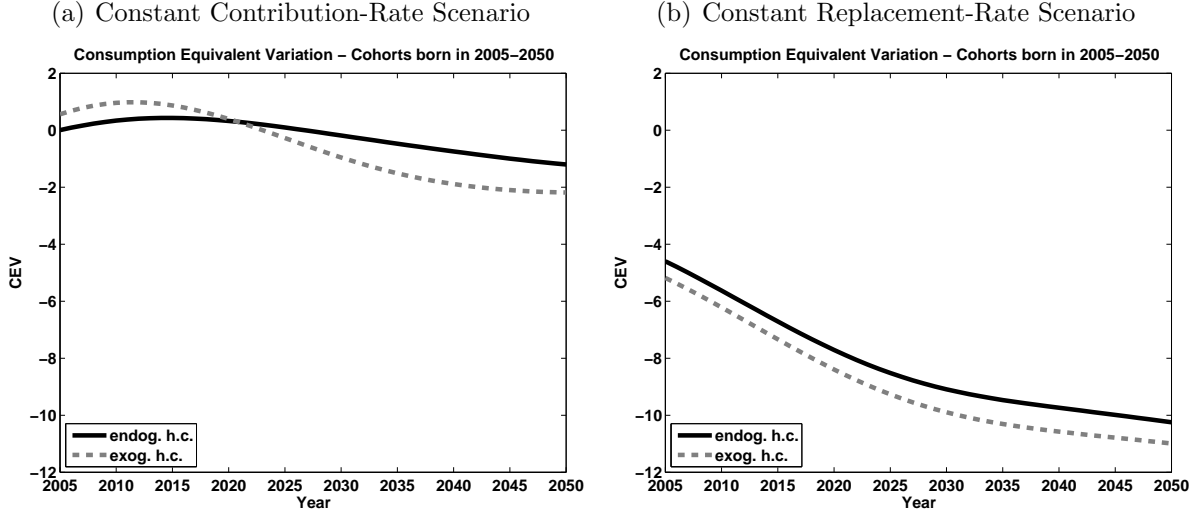 (a) Constant Contribution-Rate Scenario
Consumption Equivalent Variation – Cohorts born in 2005–2050
2
0
−2
−4
−6
−8
−10
−12
CEV
endog. h.c.
exog. h.c.
2005 2010 2015 2020 2025 2030 2035 2040 2045 2050
Year
(b) Constant Replacement-Rate Scenario
Consumption Equivalent Variation – Cohorts born in 2005–2050
2
0
−2
−4
−6
−8
−10
−12
CEV
endog. h.c.
exog. h.c.
2005 2010 2015 2020 2025 2030 2035 2040 2045 2050
Year